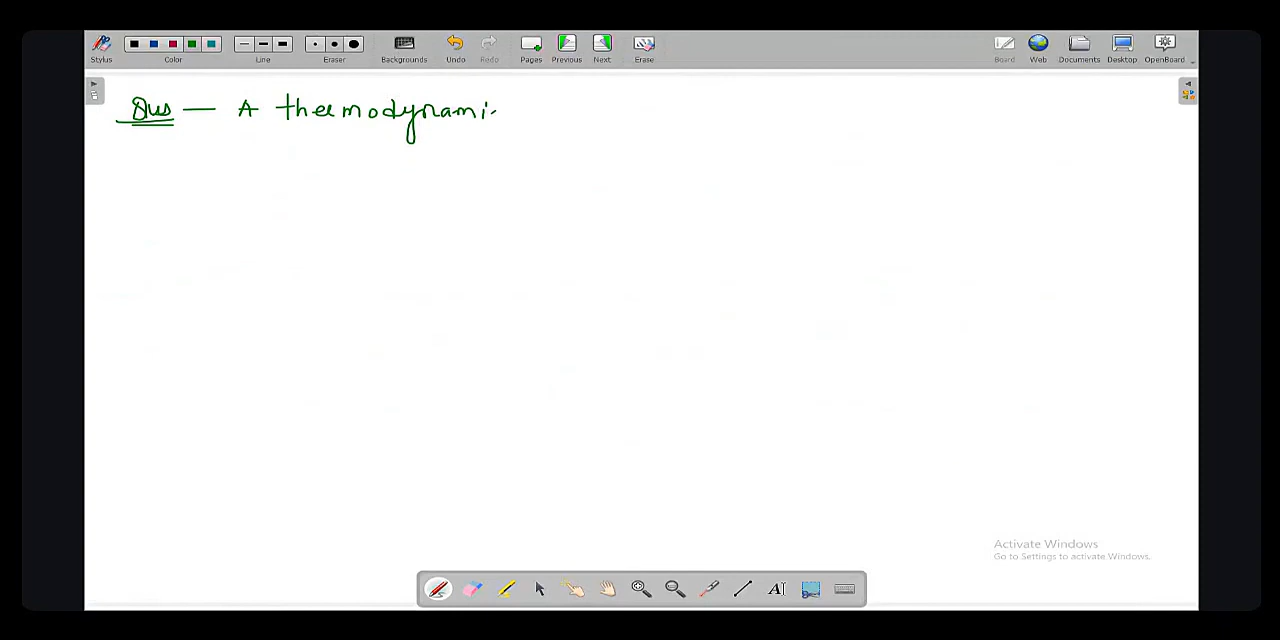 Stylus
Color
Line
Eraser
Backgrounds
Undo
Redo
Pages
Previous
Next
Erase
Board
Web
Documents
Desktop
OpenBoard
Qus — A thermodynami
Activate Windows
Go to Settings to activate Windows.